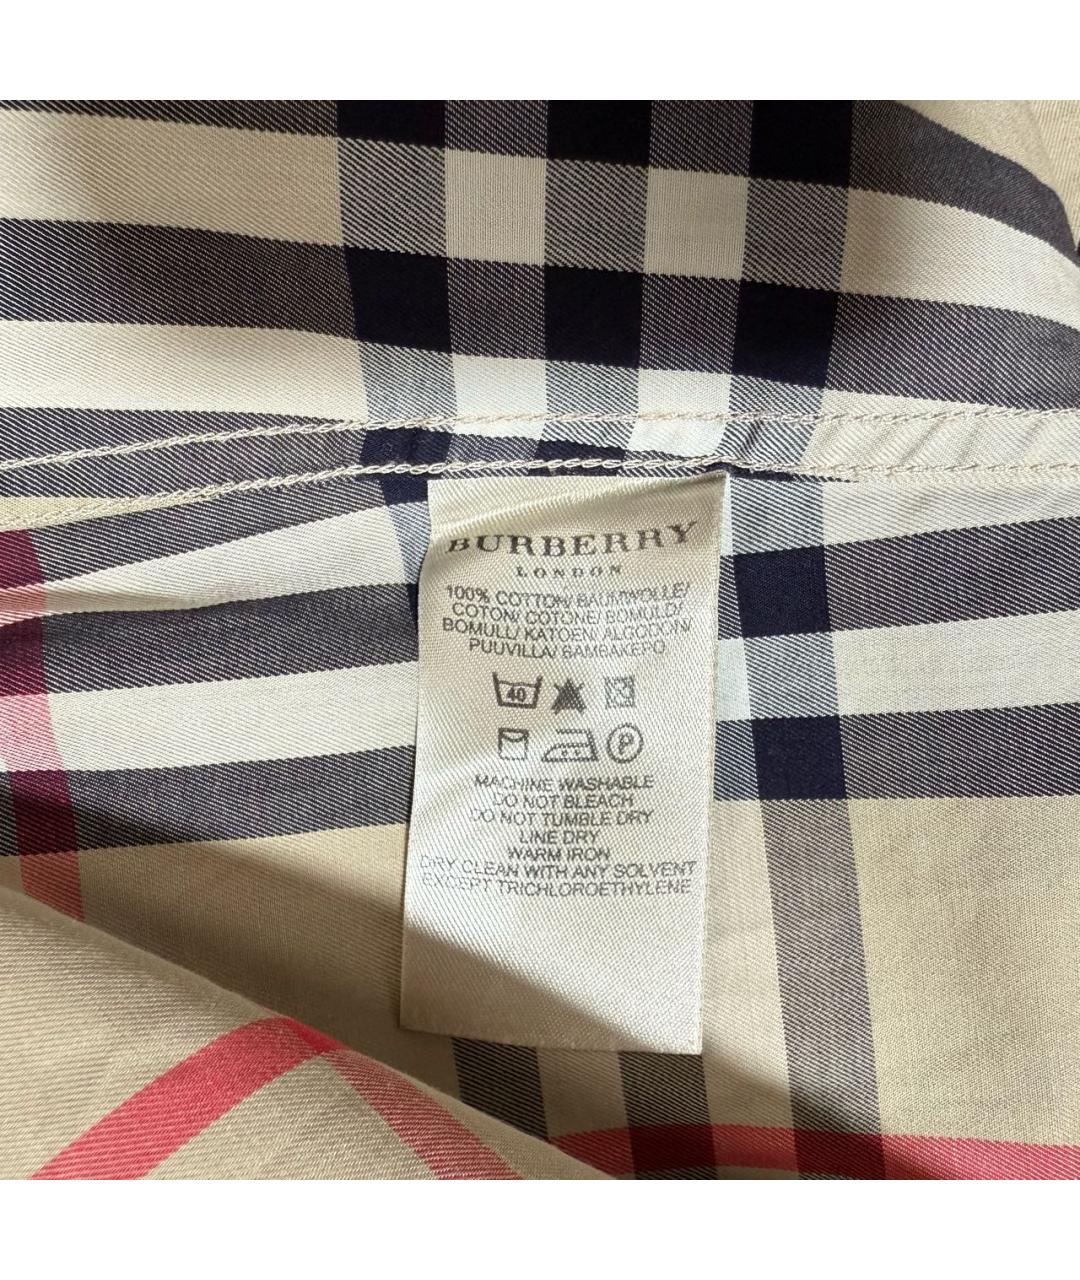 BURBERRY
LONDON
100% COTTON/ BAUMWOLLE/
COTON/ COTONE/ BOMULD/
BOMULL/ KATOEN/ ALGODON/
PUUVILLA/ BAMBAKEPO
40
P
MACHINE WASHABLE
DO NOT BLEACH
DO NOT TUMBLE DRY
LINE DRY
WARM IRON
DRY CLEAN WITH ANY SOLVENT
EXCEPT TRICHLOROETHYLENE